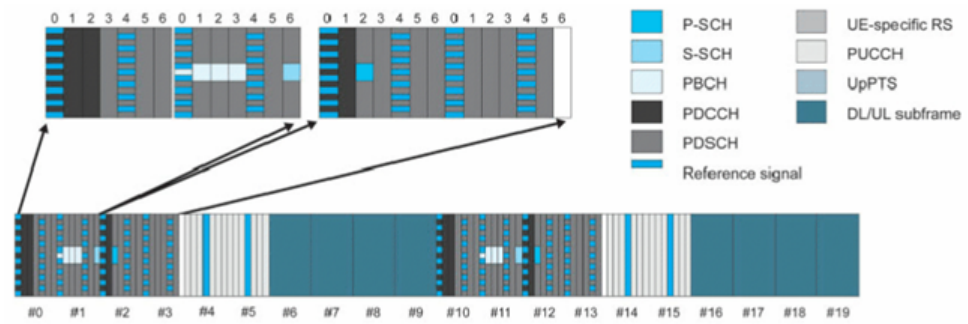 0 1 2 3 4 5 6 0 1 2 3 4 5 6 0 1 2 3 4 5 6 0 1 2 3 4 5 6
P-SCH
S-SCH
PBCH
PDCCH
PDSCH
Reference signal
UE-specific RS
PUCCH
UpPTS
DL/UL subframe
#0 #1 #2 #3 #4 #5 #6 #7 #8 #9 #10 #11 #12 #13 #14 #15 #16 #17 #18 #19